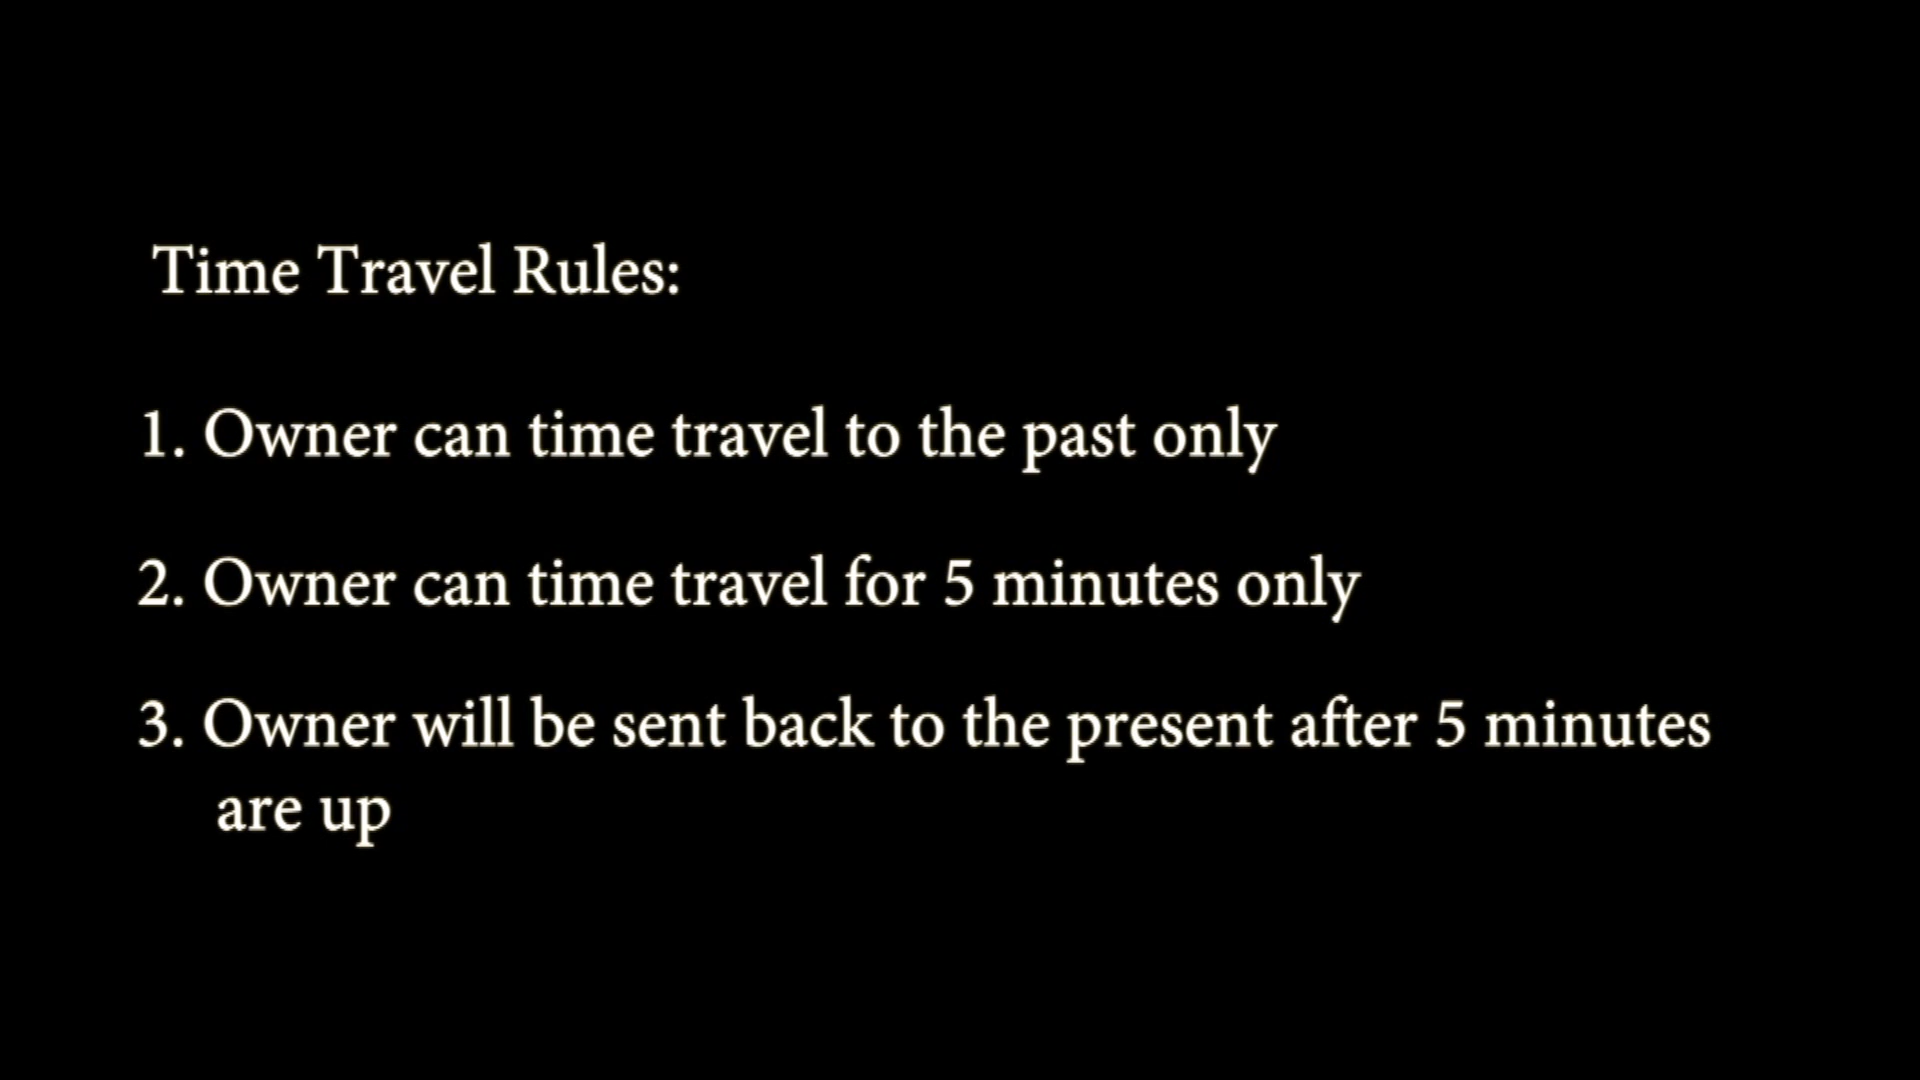 Time Travel Rules:
1. Owner can time travel to the past only
2. Owner can time travel for 5 minutes only
3. Owner will be sent back to the present after 5 minutes
are up